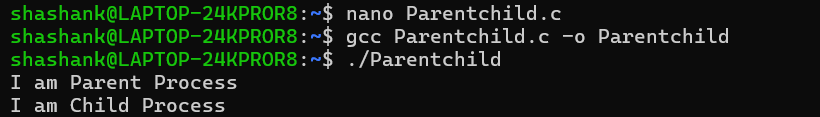 shashank@LAPTOP-24KPROR8:~$ nano Parentchild.c
shashank@LAPTOP-24KPROR8:~$ gcc Parentchild.c -o Parentchild
shashank@LAPTOP-24KPROR8:~$ ./Parentchild
I am Parent Process
I am Child Process